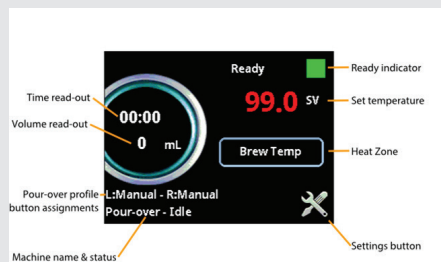 Ready
Ready indicator
99.0 SV
Set temperature
Time read-out
00:00
Volume read-out
0 mL
Brew Temp
Heat Zone
Pour-over profile
button assignments
L:Manual - R:Manual
Pour-over - Idle
Settings button
Machine name & status